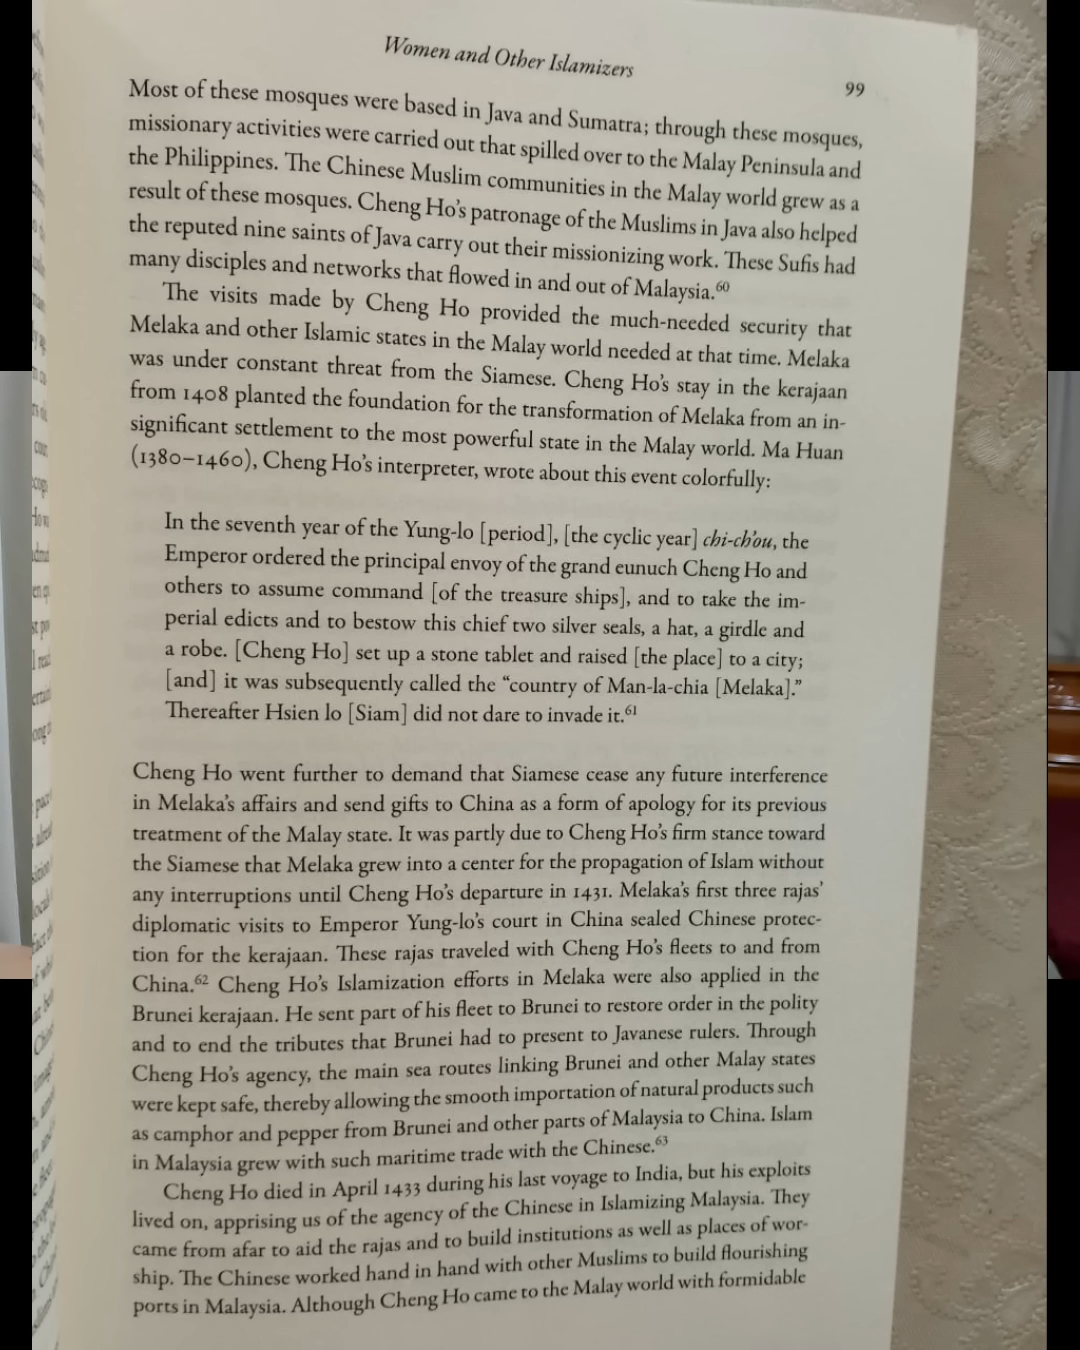 Women and Other Islamizers
99
Most of these mosques were based in Java and Sumatra; through these mosques,
missionary activities were carried out that spilled over to the Malay Peninsula and
the Philippines. The Chinese Muslim communities in the Malay world grew as a
result of these mosques. Cheng Ho's patronage of the Muslims in Java also helped
the reputed nine saints of Java carry out their missionizing work. These Sufis had
many disciples and networks that flowed in and out of Malaysia.60
The visits made by Cheng Ho provided the much-needed security that
Melaka and other Islamic states in the Malay world needed at that time. Melaka
was under constant threat from the Siamese. Cheng Ho's stay in the kerajaan
from 1408 planted the foundation for the transformation of Melaka from an in-
significant settlement to the most powerful state in the Malay world. Ma Huan
(1380–1460), Cheng Ho's interpreter, wrote about this event colorfully:
In the seventh year of the Yung-lo [period], [the cyclic year] chi-ch'ou, the
Emperor ordered the principal envoy of the grand eunuch Cheng Ho and
others to assume command [of the treasure ships], and to take the im-
perial edicts and to bestow this chief two silver seals, a hat, a girdle and
a robe. [Cheng Ho] set up a stone tablet and raised [the place] to a city;
[and] it was subsequently called the “country of Man-la-chia [Melaka].”
Thereafter Hsien lo [Siam] did not dare to invade it.61
Cheng Ho went further to demand that Siamese cease any future interference
in Melaka's affairs and send gifts to China as a form of apology for its previous
treatment of the Malay state. It was partly due to Cheng Ho's firm stance toward
the Siamese that Melaka grew into a center for the propagation of Islam without
any interruptions until Cheng Ho's departure in 1431. Melaka's first three rajas'
diplomatic visits to Emperor Yung-lo's court in China sealed Chinese protec-
tion for the kerajaan. These rajas traveled with Cheng Ho's fleets to and from
China.62 Cheng Ho's Islamization efforts in Melaka were also applied in the
Brunei kerajaan. He sent part of his fleet to Brunei to restore order in the polity
and to end the tributes that Brunei had to present to Javanese rulers. Through
Cheng Ho's agency, the main sea routes linking Brunei and other Malay states
were kept safe, thereby allowing the smooth importation of natural products such
as camphor and pepper from Brunei and other parts of Malaysia to China. Islam
in Malaysia grew with such maritime trade with the Chinese.63
Cheng Ho died in April 1433 during his last voyage to India, but his exploits
lived on, apprising us of the agency of the Chinese in Islamizing Malaysia. They
came from afar to aid the rajas and to build institutions as well as places of wor-
ship. The Chinese worked hand in hand with other Muslims to build flourishing
ports in Malaysia. Although Cheng Ho came to the Malay world with formidable